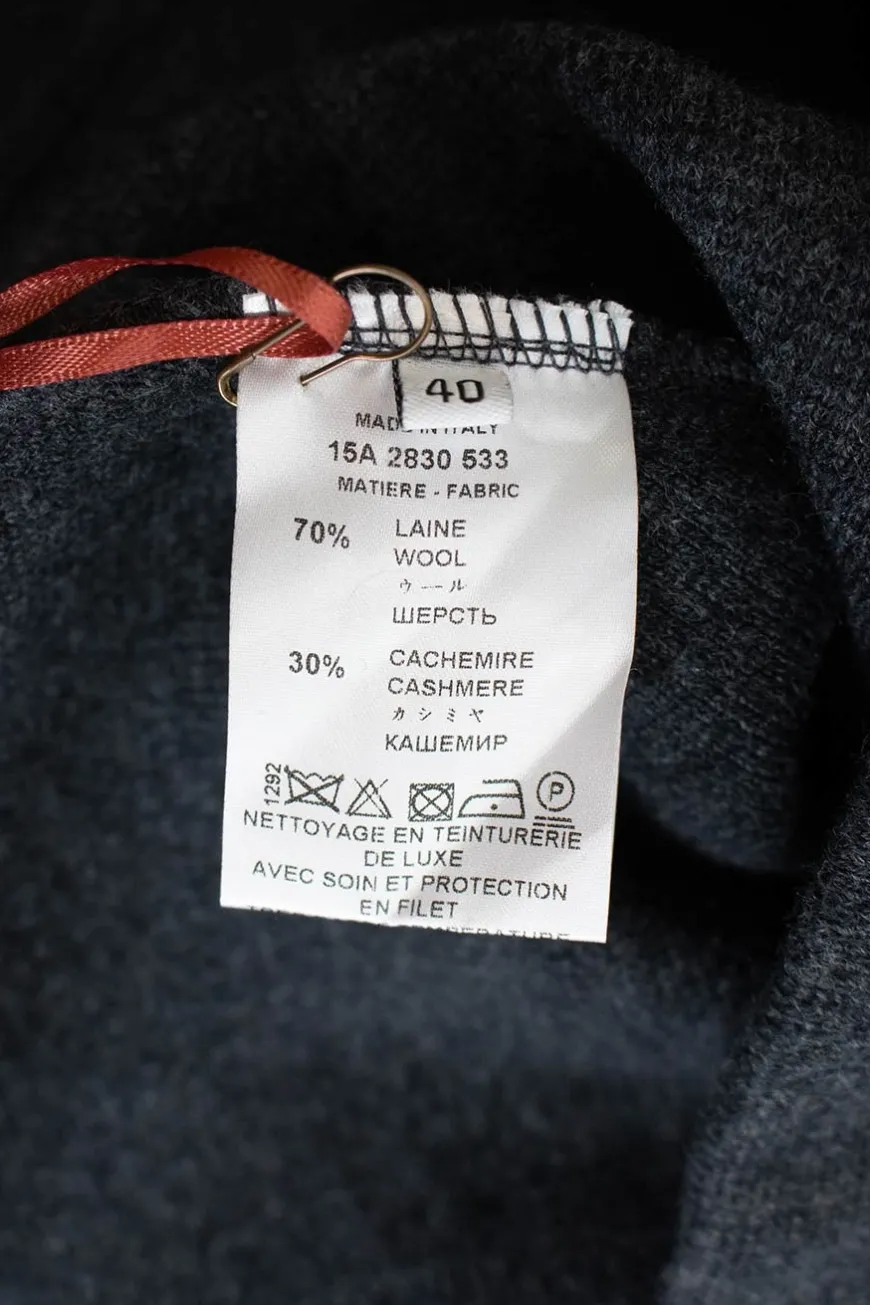 40
MADE IN ITALY
15A 2830 533
MATIERE - FABRIC
70% LAINE
WOOL
ウール
ШЕРСТЬ
30% CACHEMIRE
CASHMERE
カシミヤ
КАШЕМИР
1292
P
NETTOYAGE EN TEINTURERIE
DE LUXE
AVEC SOIN ET PROTECTION
EN FILET